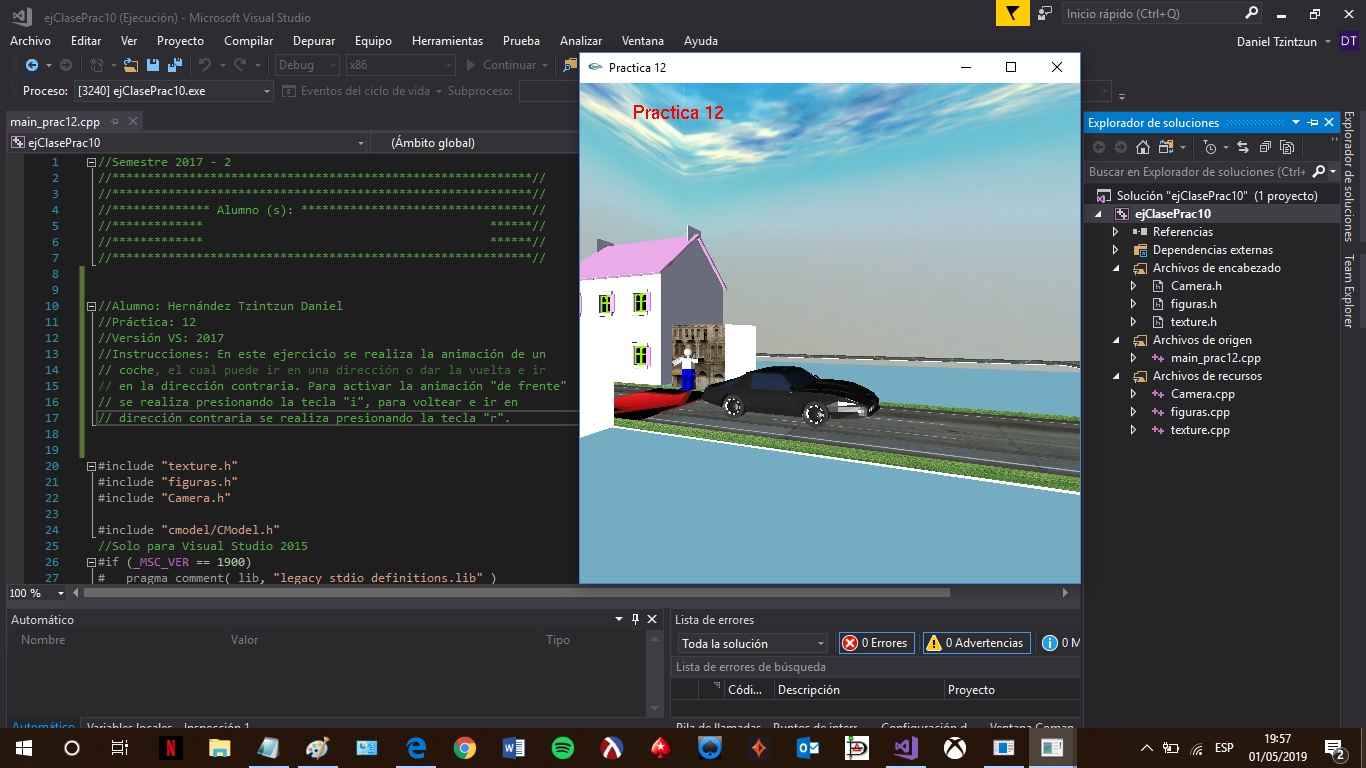 ejClasePrac10 (Ejecución) - Microsoft Visual Studio
Inicio rápido (Ctrl+Q)
Archivo Editar Ver Proyecto Compilar Depurar Equipo Herramientas Prueba Analizar Ventana Ayuda
Daniel Tzintzun DT
Debug x86 Continuar
Proceso: [3240] ejClasePrac10.exe Eventos del ciclo de vida Subproceso:
main_prac12.cpp
ejClasePrac10 (Ámbito global)
1 //Semestre 2017 - 2
2 //************************************************************//
3 //************************************************************//
4 //************** Alumno (s): *********************************//
5 //************* ******//
6 //************* ******//
7 //************************************************************//
8
9
10 //Alumno: Hernández Tzintzun Daniel
11 //Práctica: 12
12 //Versión VS: 2017
13 //Instrucciones: En este ejercicio se realiza la animación de un
14 // coche, el cual puede ir en una dirección o dar la vuelta e ir
15 // en la dirección contraria. Para activar la animación "de frente"
16 // se realiza presionando la tecla "i", para voltear e ir en
17 // dirección contraria se realiza presionando la tecla "r".
18
19
20 #include "texture.h"
21 #include "figuras.h"
22 #include "Camera.h"
23
24 #include "cmodel/CModel.h"
25 //Solo para Visual Studio 2015
26 #if (_MSC_VER == 1900)
27 # pragma comment( lib, "legacy_stdio_definitions.lib" )
100 %
Practica 12
Practica 12
Explorador de soluciones
Buscar en Explorador de soluciones (Ctrl+
Solución "ejClasePrac10" (1 proyecto)
ejClasePrac10
Referencias
Dependencias externas
Archivos de encabezado
Camera.h
figuras.h
texture.h
Archivos de origen
main_prac12.cpp
Archivos de recursos
Camera.cpp
figuras.cpp
texture.cpp
Explorador de soluciones
Team Explorer
Automático
Nombre Valor Tipo
Automático Variables locales Inspección 1
Lista de errores
Toda la solución 0 Errores 0 Advertencias 0 M
Lista de errores de búsqueda
Códi... Descripción Proyecto
Pila de llamadas Puntos de interr... Configuración d... Ventana Coman...
ESP
19:57
01/05/2019
2